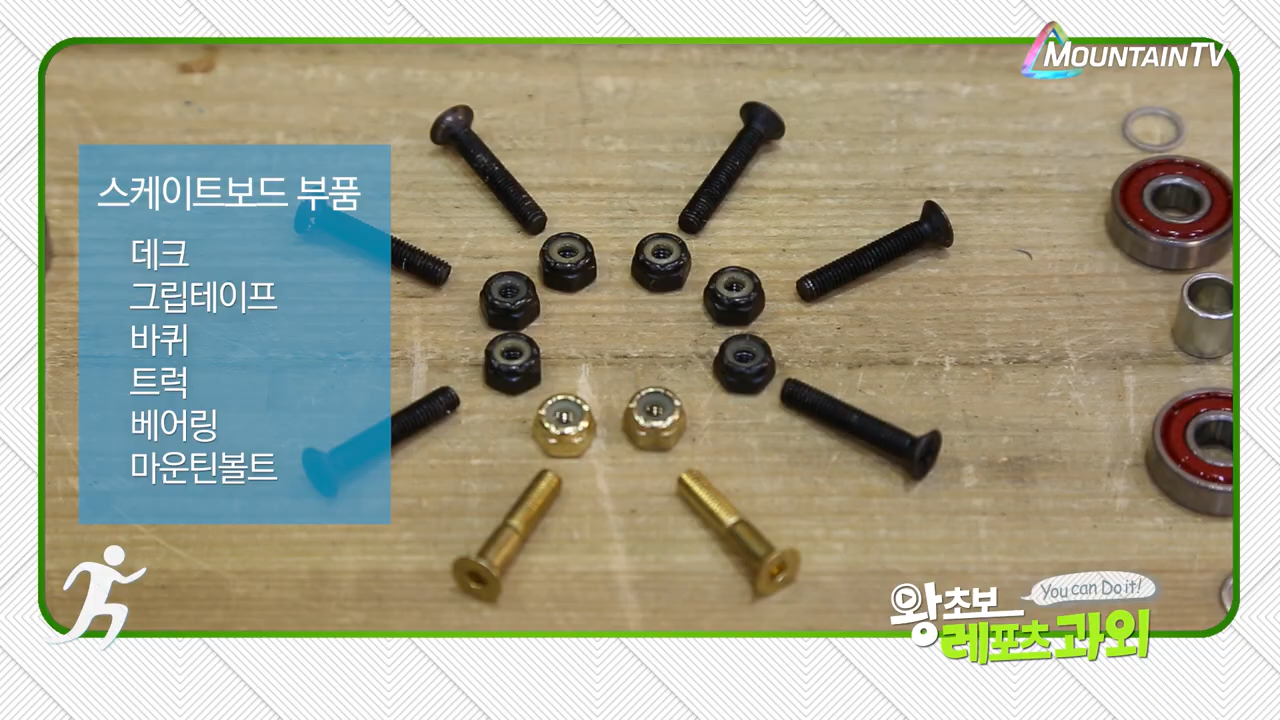 MOUNTAINTV
스케이트보드 부품
데크
그립테이프
바퀴
트럭
베어링
마운틴볼트
You can Do it!
왕초보
레포츠과외